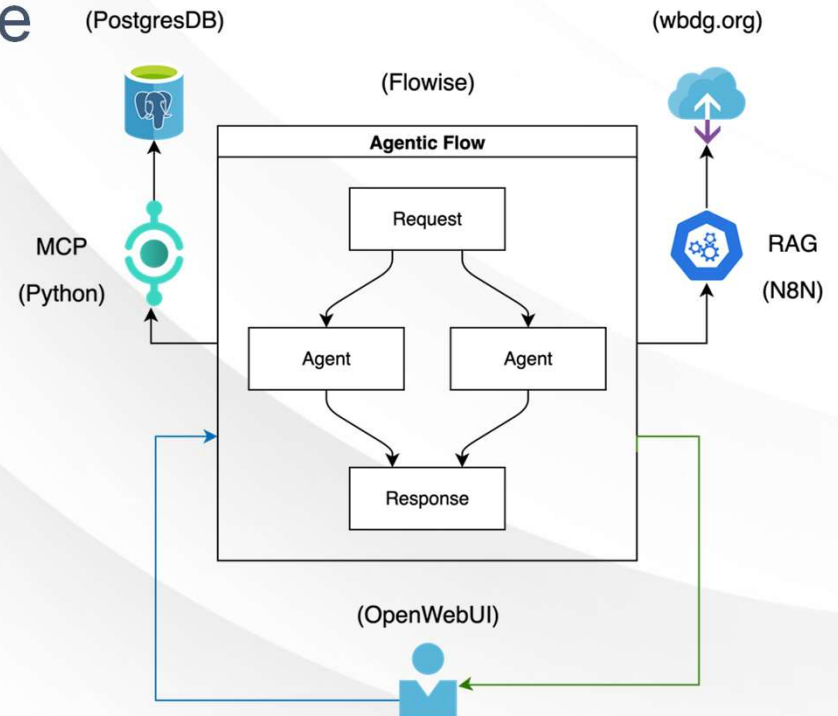 e
(PostgresDB)
(wbdg.org)
(Flowise)
Agentic Flow
Request
MCP
(Python)
RAG
(N8N)
Agent
Agent
Response
(OpenWebUI)